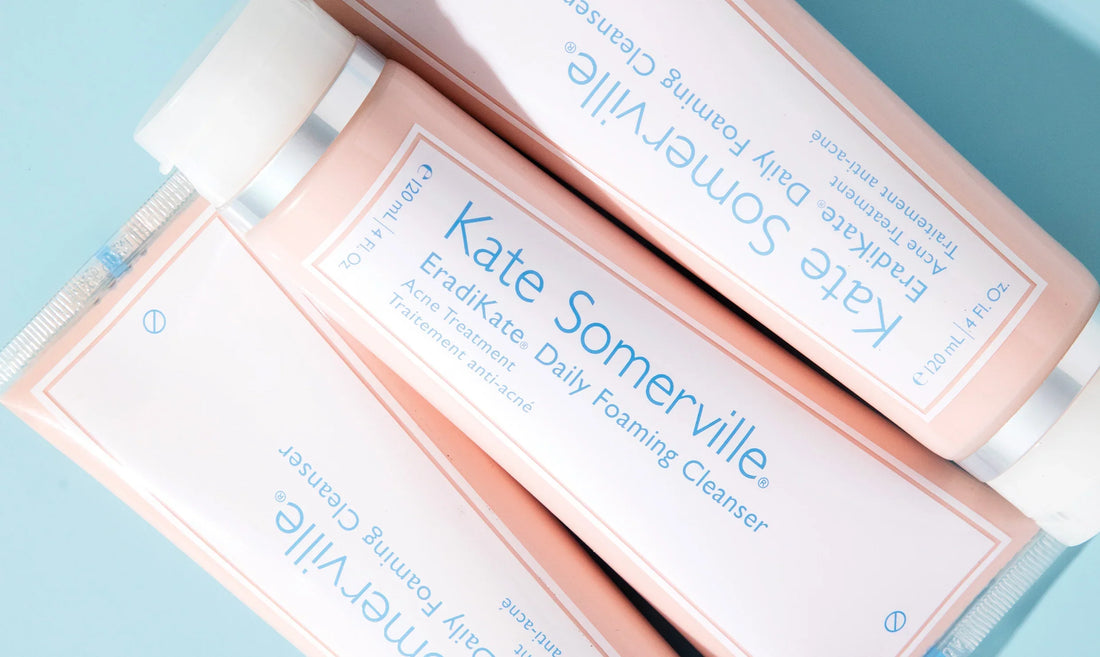 ℮120 mL | 4 Fl. Oz
Kate Somerville®
EradiKate® Daily Foaming Cleanser
Acne Treatment
Traitement anti-acné
Kate Somerville®
EradiKate® Daily Foaming Cleanser
Acne Treatment
Traitement anti-acné
℮120 mL | 4 Fl. Oz.
merville®
Daily Foaming Cleanser
anti-acné